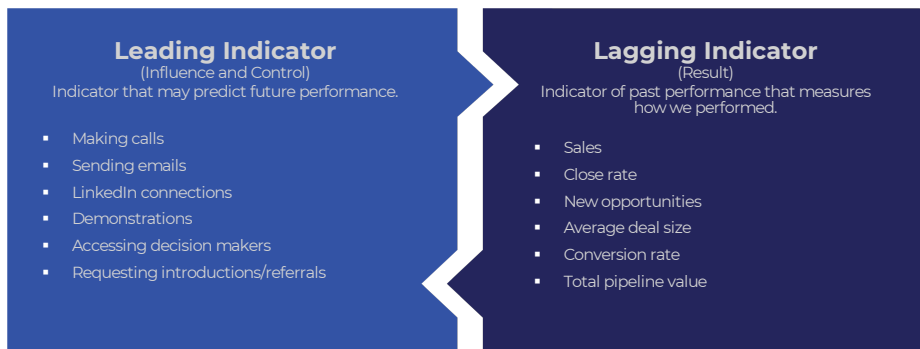 Leading Indicator
(Influence and Control)
Indicator that may predict future performance.
▪ Making calls
▪ Sending emails
▪ LinkedIn connections
▪ Demonstrations
▪ Accessing decision makers
▪ Requesting introductions/referrals
Lagging Indicator
(Result)
Indicator of past performance that measures
how we performed.
▪ Sales
▪ Close rate
▪ New opportunities
▪ Average deal size
▪ Conversion rate
▪ Total pipeline value